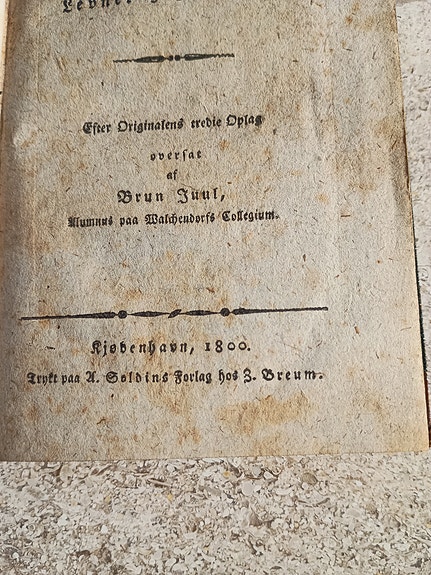 Efter Originalens tredie Oplag
oversat
af
Brun Juul,
Alumnus paa Walchendorfs Collegium.
Kjøbenhavn, 1800.
Trykt paa A. Soldins Forlag hos Z. Breum.